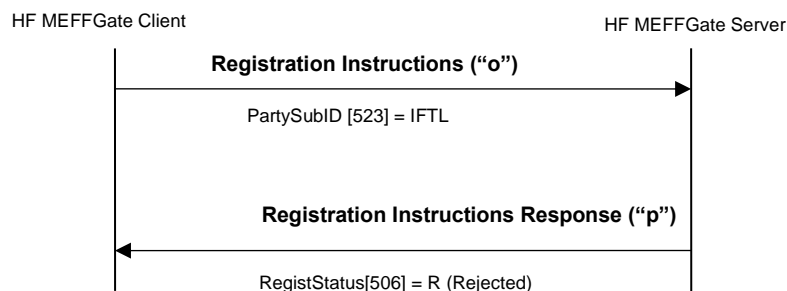 HF MEFFGate Client
HF MEFFGate Server
Registration Instructions (“o”)
PartySubID [523] = IFTL
Registration Instructions Response (“p”)
RegistStatus[506] = R (Rejected)